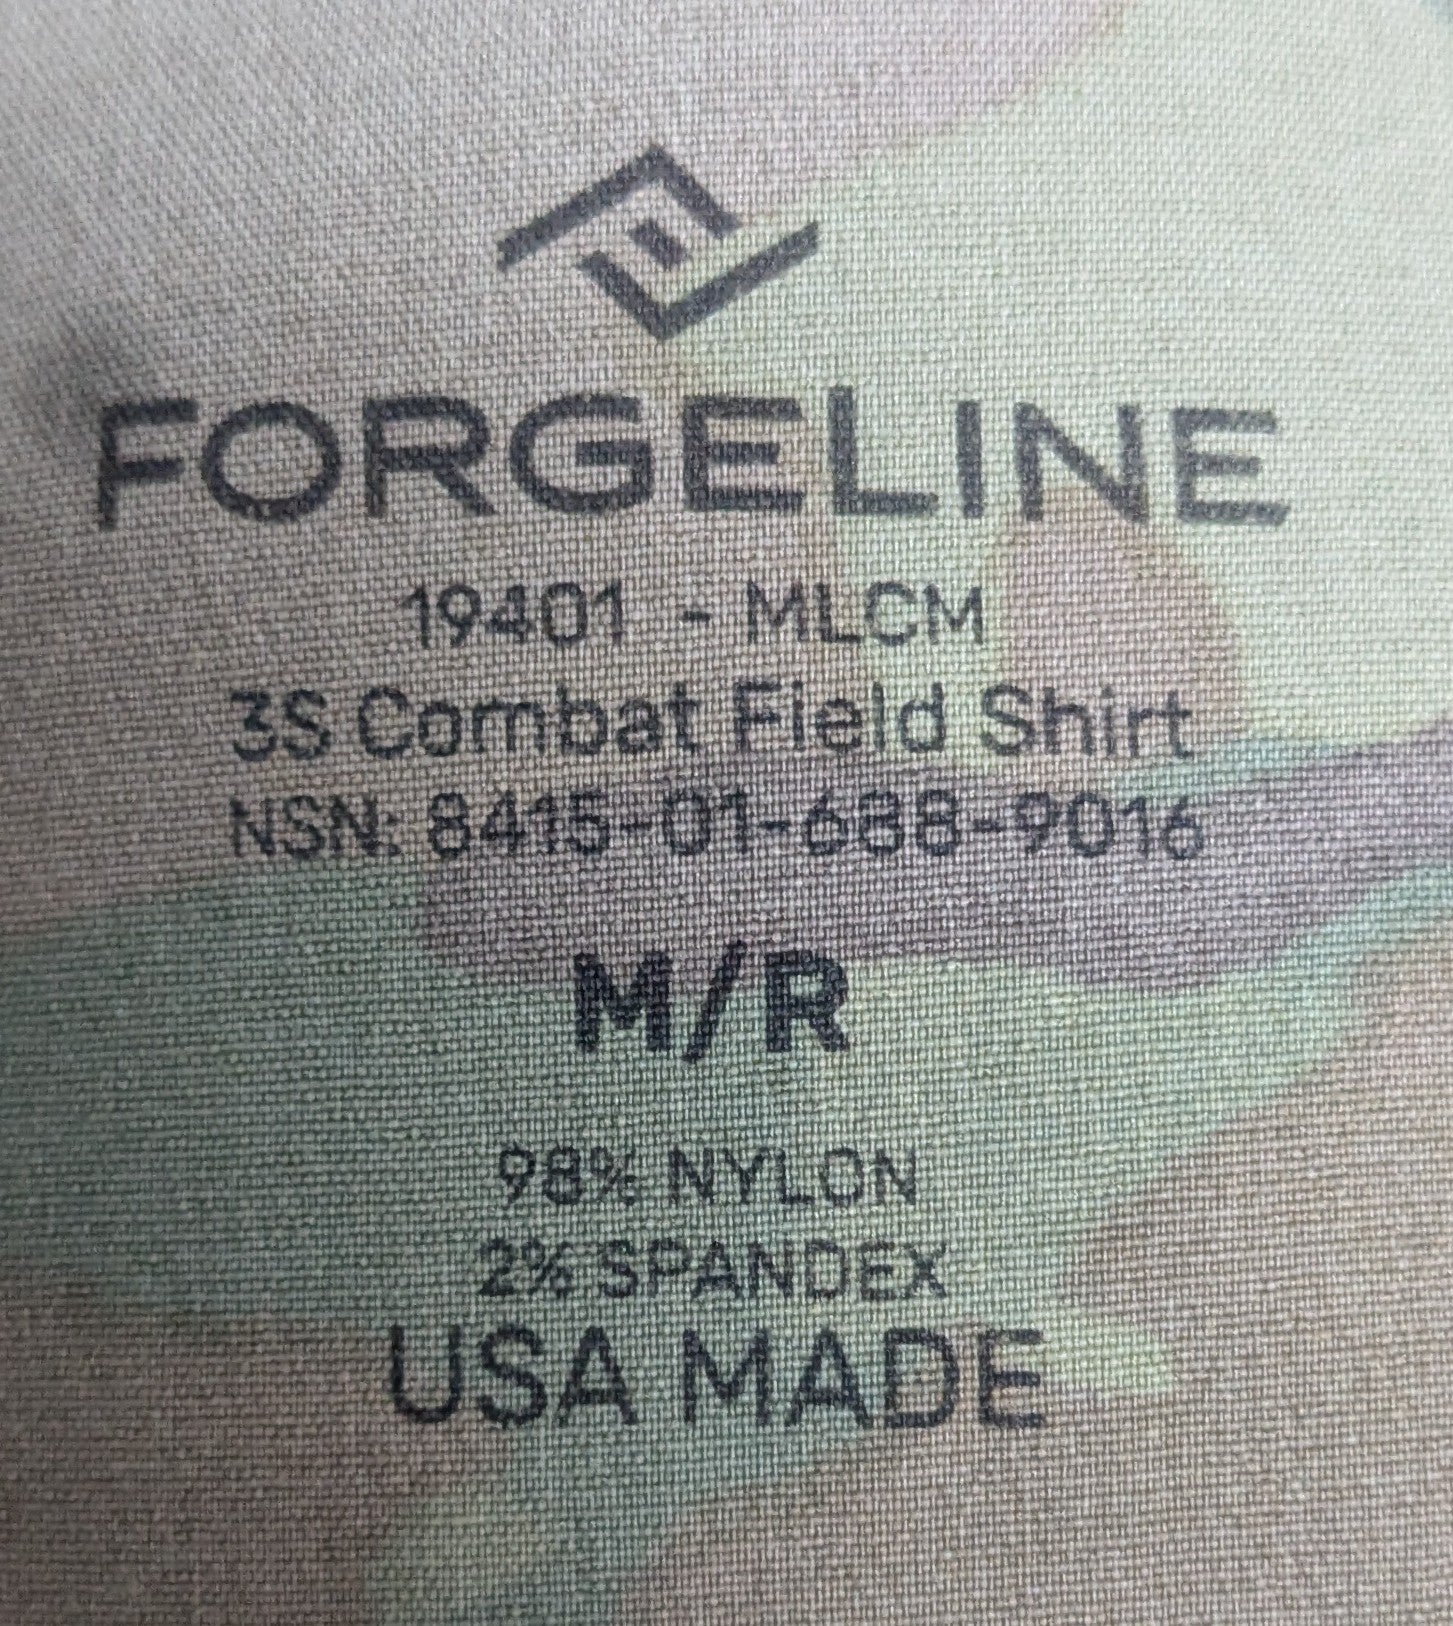 FORGELINE
19401 - MLCM
3S Combat Field Shirt
NSN: 8415-01-688-9016
M/R
98% NYLON
2% SPANDEX
USA MADE